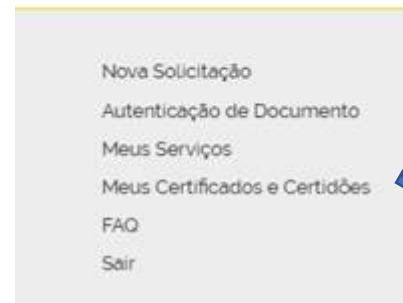 Nova Solicitação
Autenticação de Documento
Meus Serviços
Meus Certificados e Certidões
FAQ
Sair